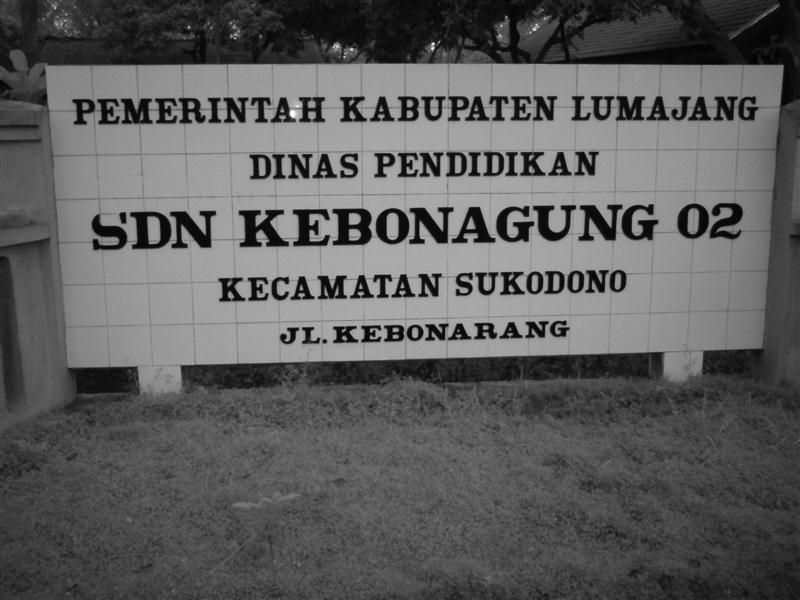 PEMERINTAH KABUPATEN LUMAJANG
DINAS PENDIDIKAN
SDN KEBONAGUNG 02
KECAMATAN SUKODONO
JL. KEBONARANG